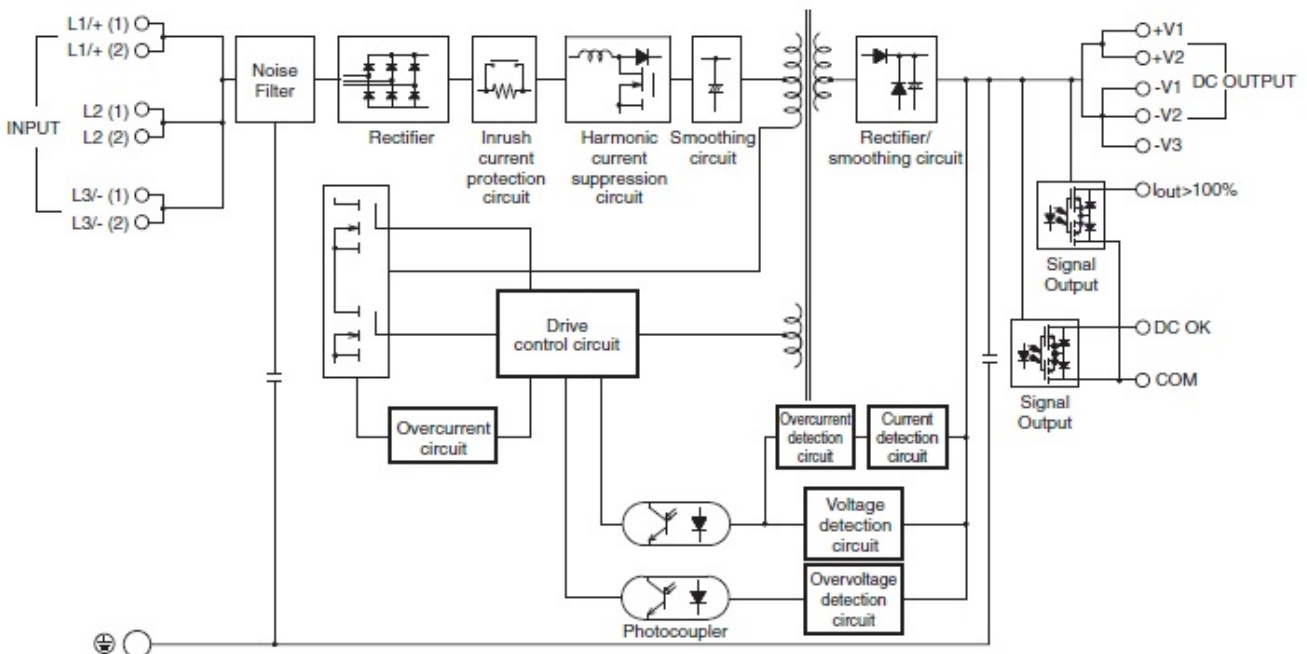 INPUT
L1/+ (1)
L1/+ (2)
L2 (1)
L2 (2)
L3/- (1)
L3/- (2)
Noise
Filter
Rectifier
Inrush
current
protection
circuit
Harmonic
current
suppression
circuit
Smoothing
circuit
Rectifier/
smoothing circuit
+V1
+V2
-V1
-V2
-V3
DC OUTPUT
Iout>100%
Signal
Output
DC OK
COM
Signal
Output
Drive
control circuit
Overcurrent
circuit
Overcurrent
detection
circuit
Current
detection
circuit
Voltage
detection
circuit
Overvoltage
detection
circuit
Photocoupler